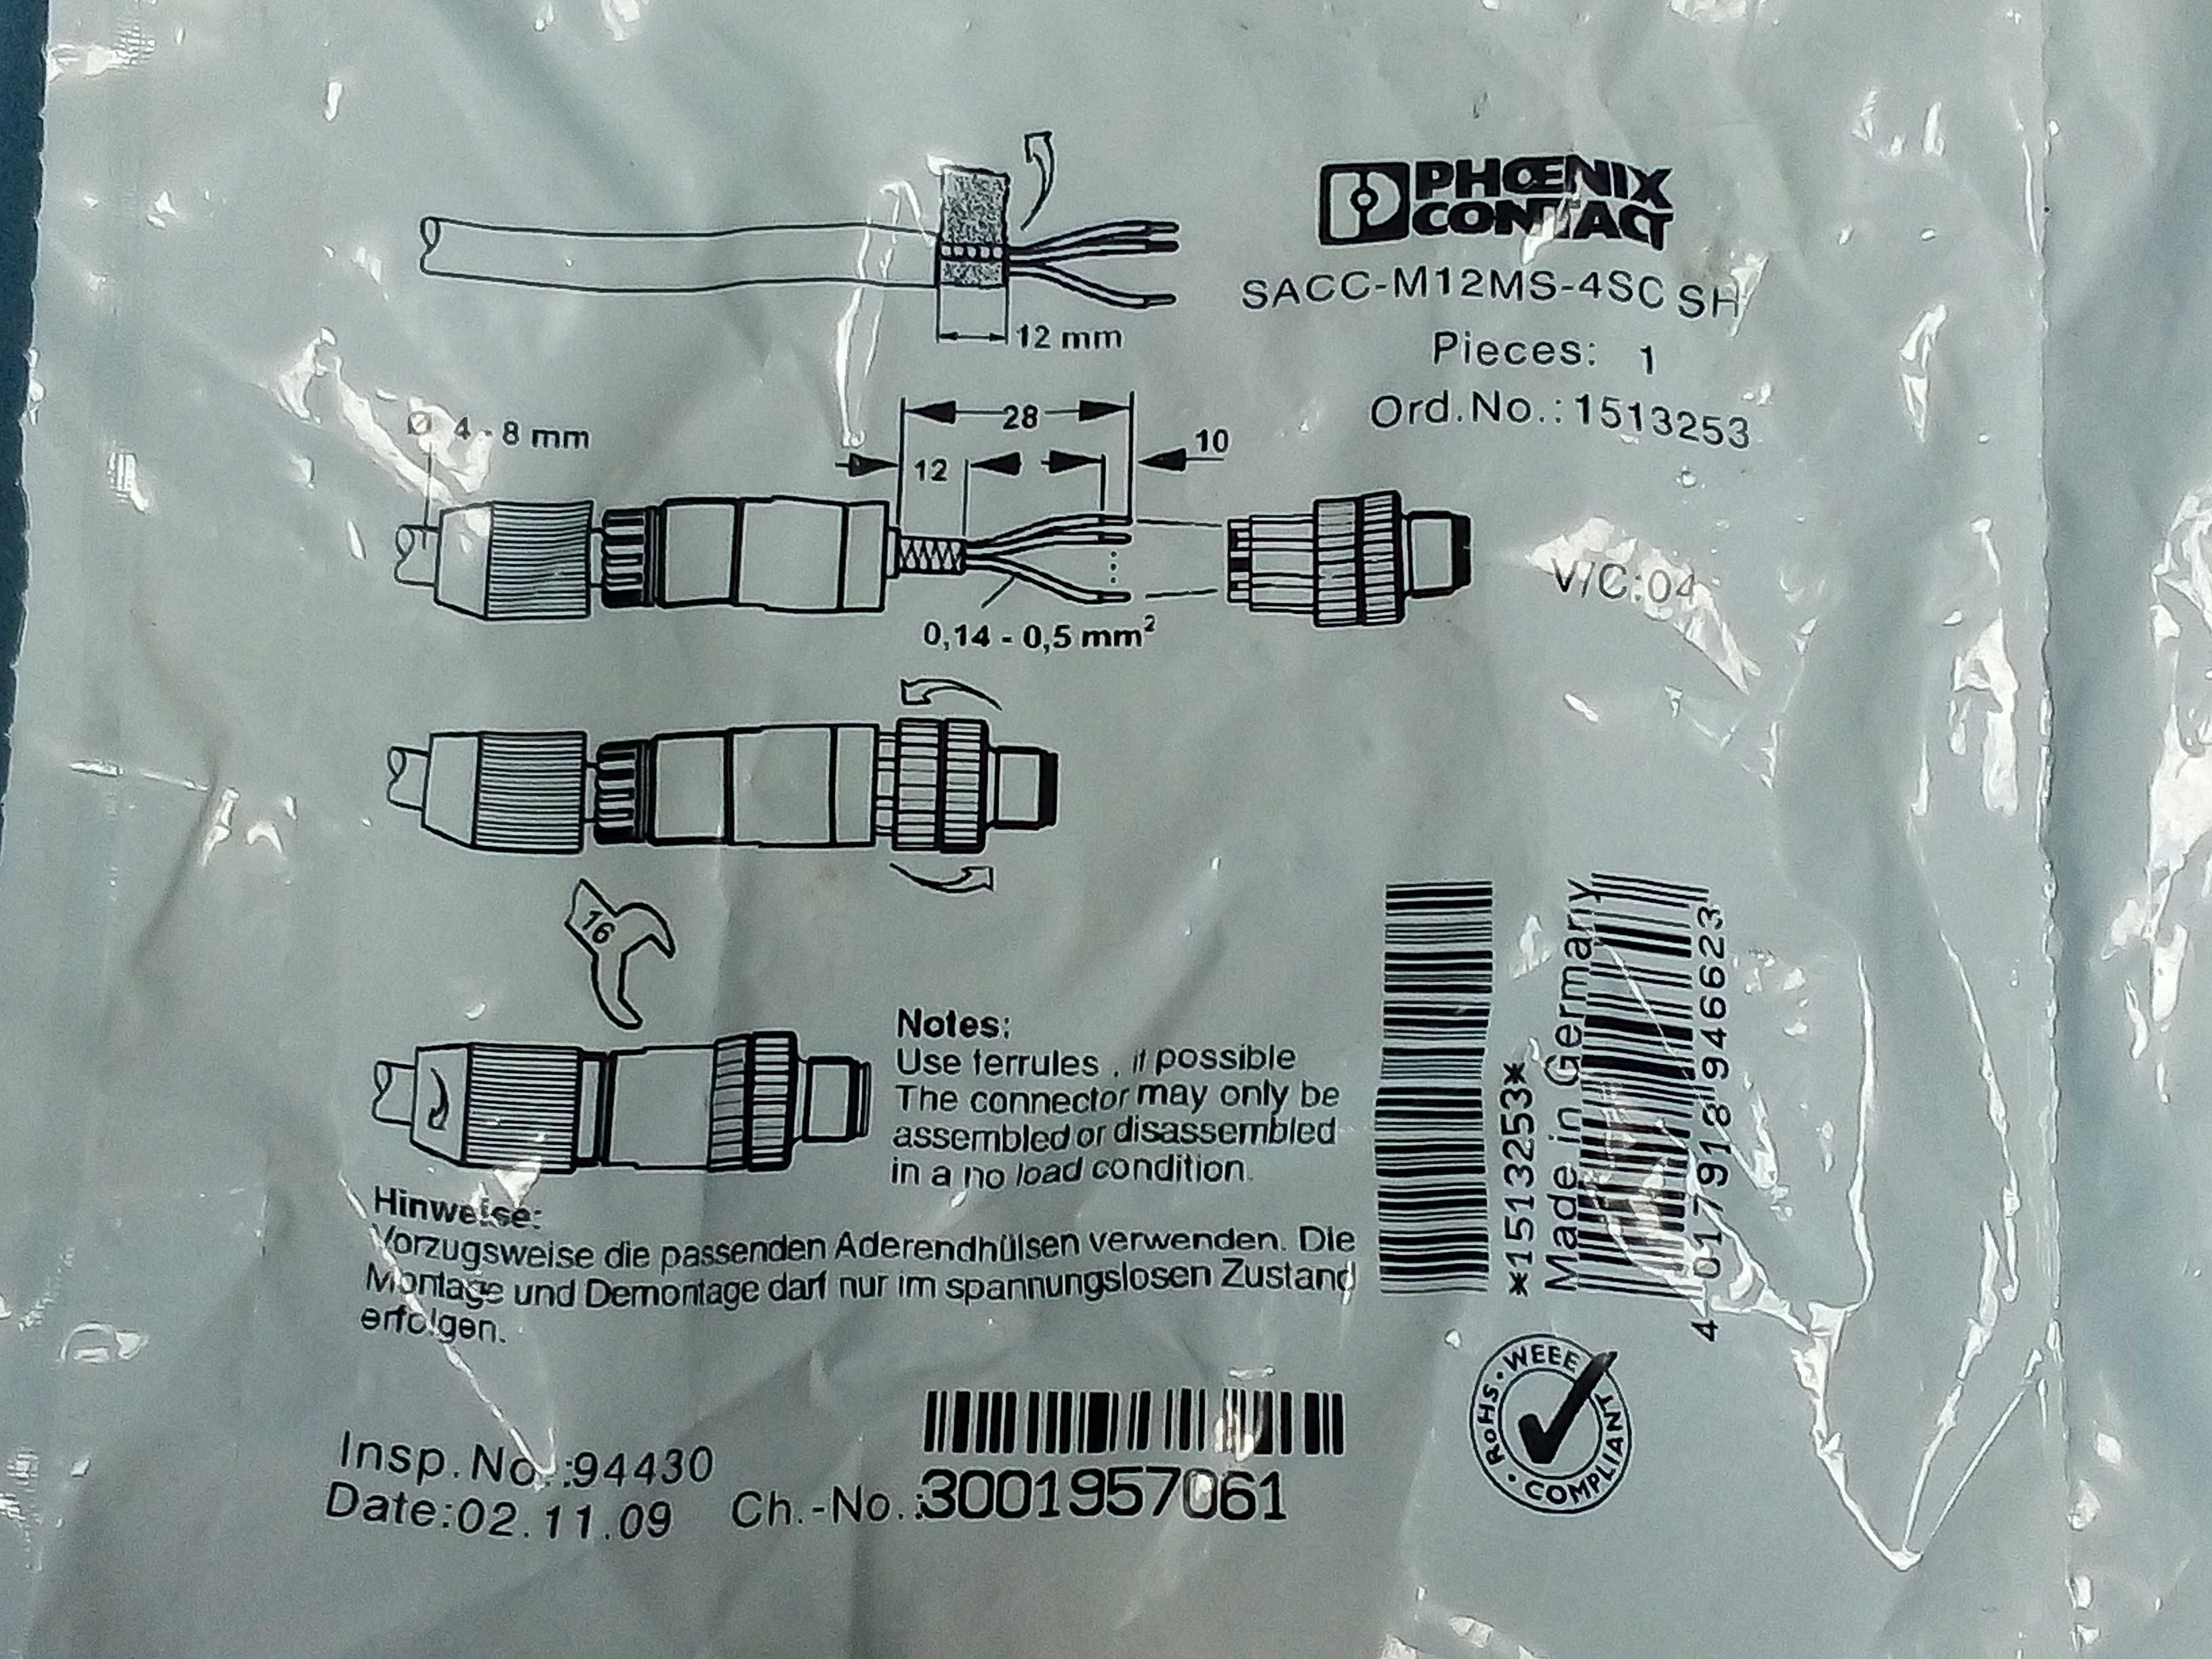 PHŒNIX
CONTACT
SACC-M12MS-4SC SH
Pieces: 1
Ord.No.:1513253
12 mm
Ø 4 - 8 mm
28
12
10
0,14 - 0,5 mm²
V/C:04
16
Notes:
Use ferrules , if possible
The connector may only be
assembled or disassembled
in a no load condition.
Hinweise:
Vorzugsweise die passenden Aderendhülsen verwenden. Die
Montage und Demontage darf nur im spannungslosen Zustand
erfolgen.
*1513253*
Made in Germany
4 017918 946623
RoHS · WEEE
· COMPLIANT
Insp.No.:94430
Date:02.11.09 Ch.-No.:3001957061